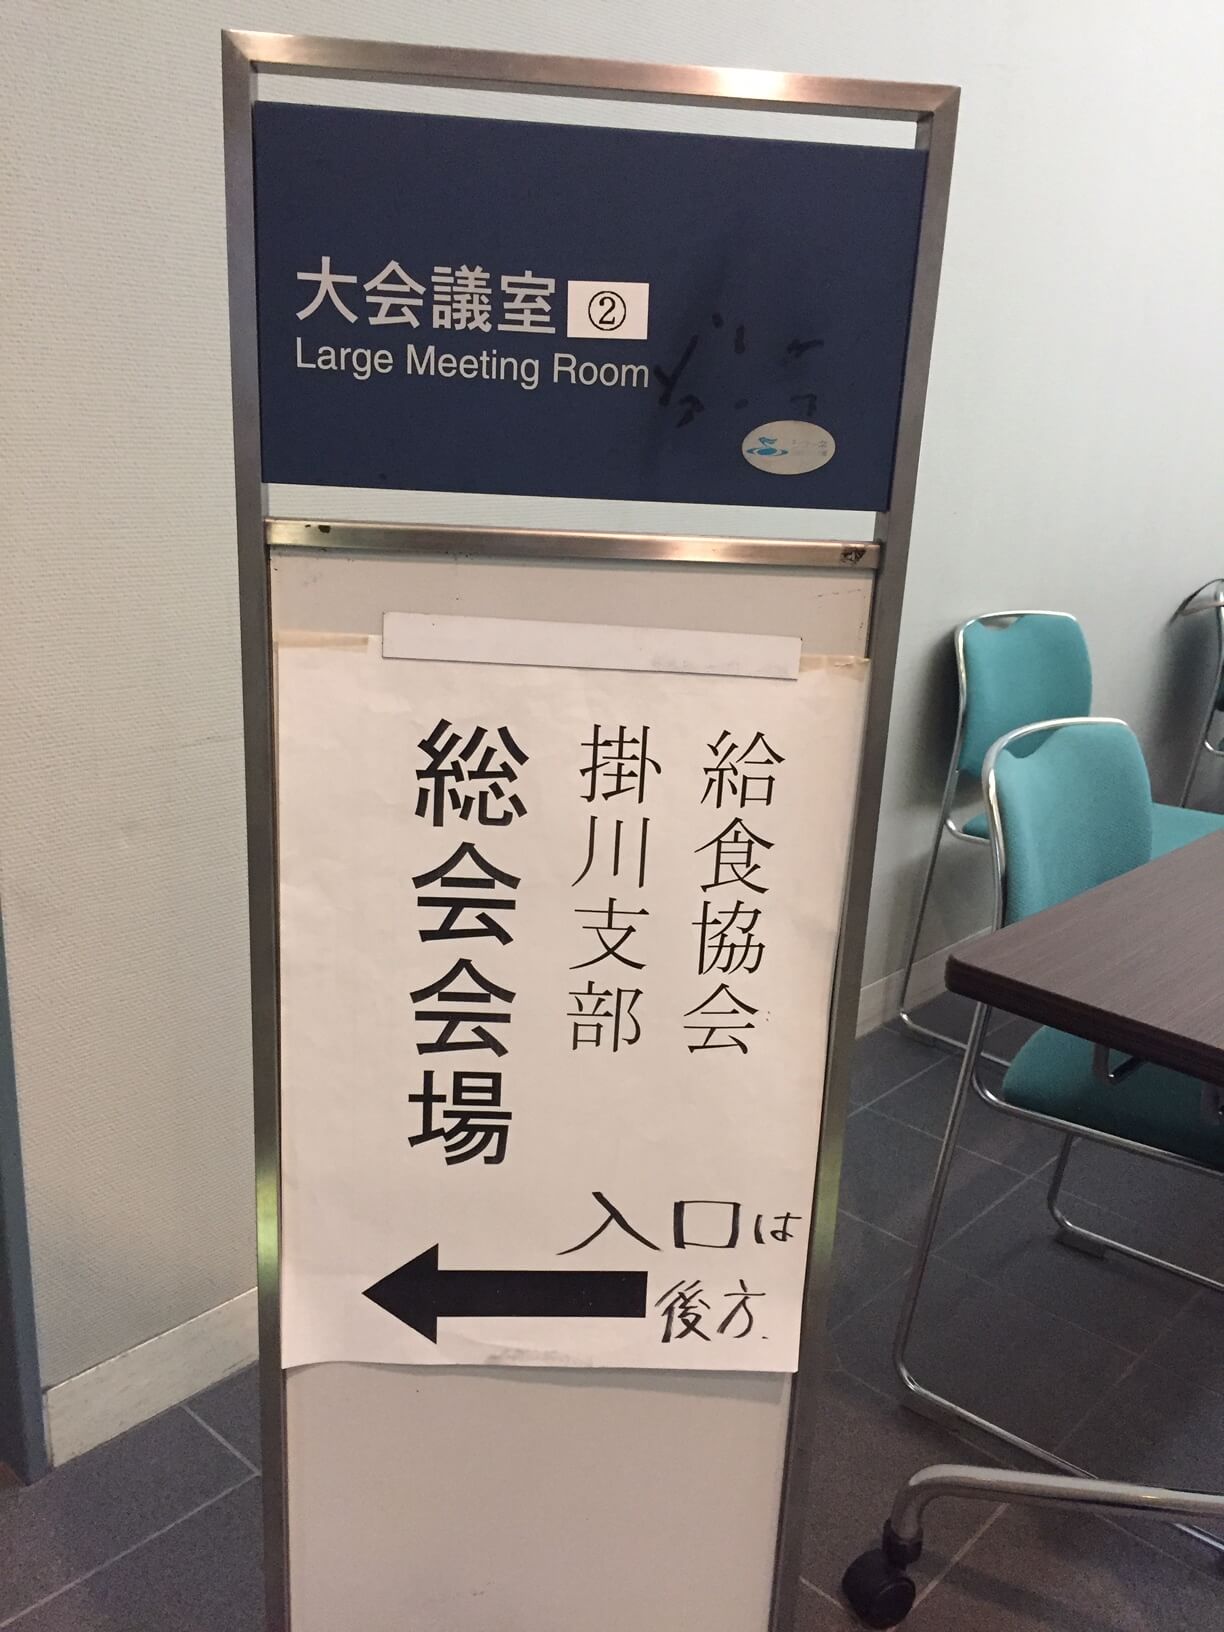 大会議室 ②
Large Meeting Room
給食協会
掛川支部
総会会場
入口は
後方.